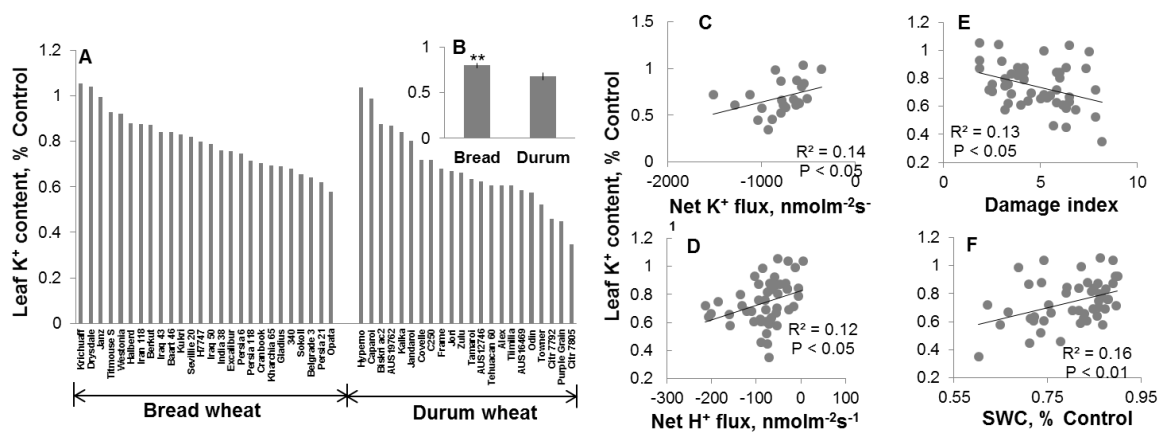 A
Leaf K⁺ content, % Control
1.2
1
0.8
0.6
0.4
0.2
0
Krichuaff
Drysdale
Janz
Titmouse S
Westonia
Halberd
Iran 118
Berkut
Iraq 43
Baart 46
Kukri
Seville 20
H7747
Iraq 50
India 38
Excalibur
Persia 6
Persia 118
Cranbook
Kharchia 65
Gladius
340
Sokoll
Belgrade 3
Persia 21
Opata
Hyperno
Caparoi
Biskri ac2
AUS19762
Kalka
Jandaroi
Covelle
C250
Frame
Jori
Zulu
Tamaroi
AUS12746
Tehuacan 60
Alex
Timilia
AUS16469
Odin
Towner
Citr 7792
Purple Grain
Citr 7805
Bread wheat
Durum wheat
B
1
0.5
0
**
Bread
Durum
Leaf K⁺ content, % Control
C
1.5
1
0.5
0
R² = 0.14
P < 0.05
-2000
-1000
0
Net K⁺ flux, nmolm⁻²s⁻
1
D
1.2
1
0.8
0.6
0.4
0.2
R² = 0.12
P < 0.05
-300
-200
-100
0
100
Net H⁺ flux, nmolm⁻²s⁻¹
E
1.2
1
0.8
0.6
0.4
0.2
R² = 0.13
P < 0.05
0
5
10
Damage index
F
1.2
1
0.8
0.6
0.4
0.2
R² = 0.16
P < 0.01
0.55
0.75
0.95
SWC, % Control